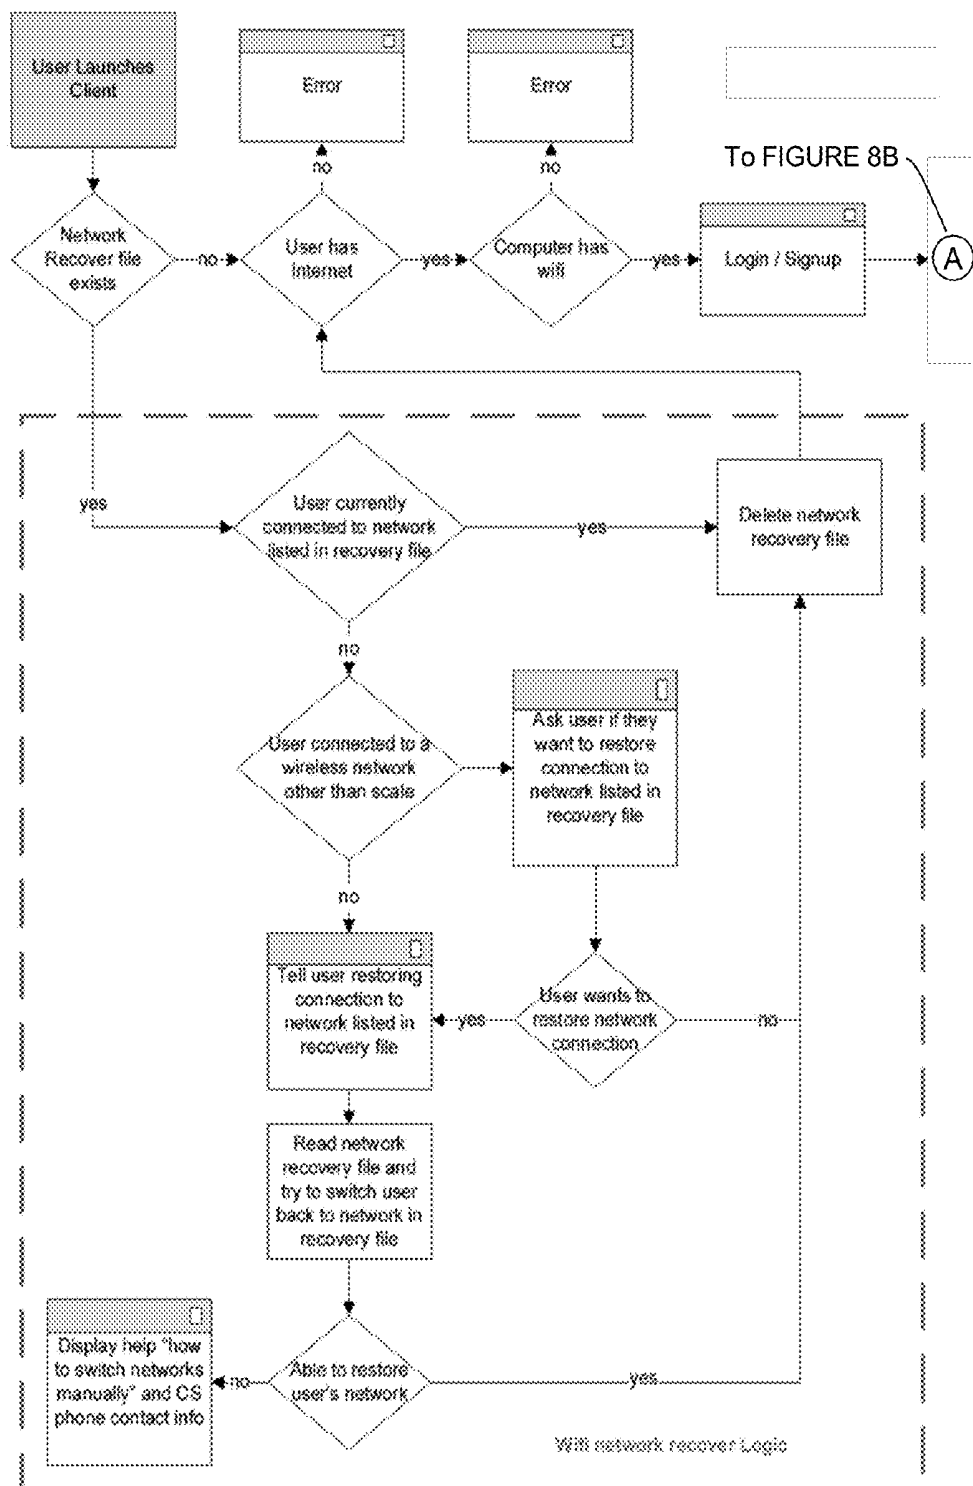 User Launches
Client
Error
Error
no
no
To FIGURE 8B
Network
Recover file
exists
no
User has
Internet
yes
Computer has
wifi
yes
Login / Signup
A
yes
User currently
connected to network
listed in recovery file
yes
Delete network
recovery file
no
User connected to a
wireless network
other than scale
Ask user if they
want to restore
connection to
network listed in
recovery file
no
Tell user restoring
connection to
network listed in
recovery file
yes
User wants to
restore network
connection
no
Read network
recovery file and
try to switch user
back to network in
recovery file
Display help "how
to switch networks
manually" and CS
phone contact info
no
Able to restore
user's network
yes
Wifi network recover Logic